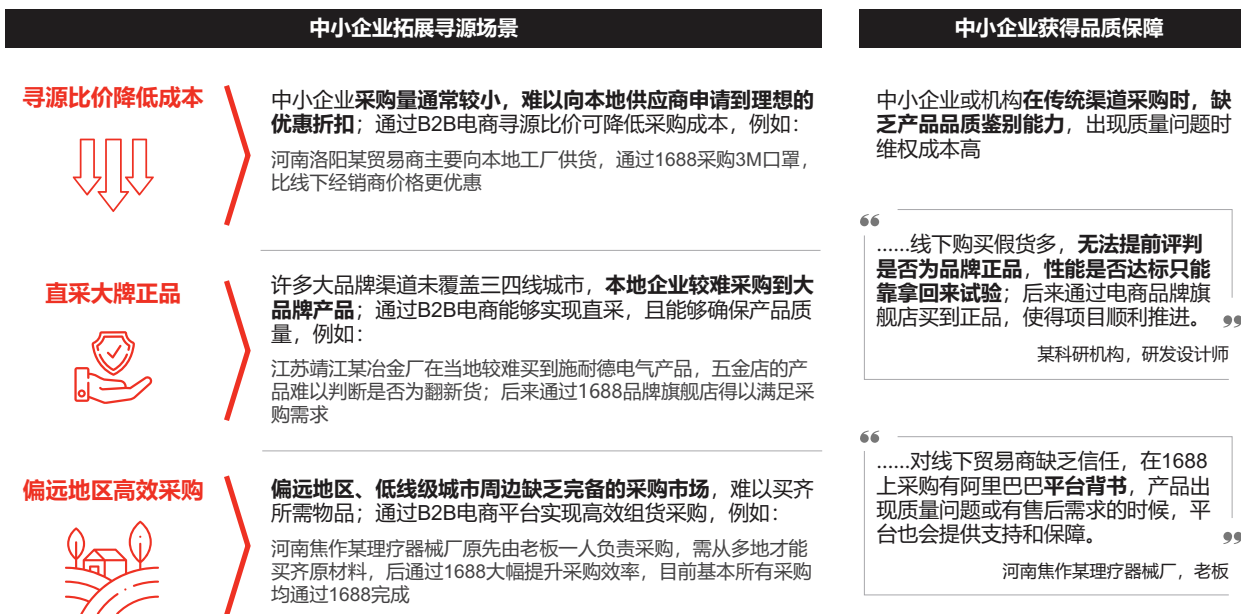 中小企业拓展寻源场景
寻源比价降低成本
中小企业采购量通常较小，难以向本地供应商申请到理想的
优惠折扣；通过B2B电商寻源比价可降低采购成本，例如：
河南洛阳某贸易商主要向本地工厂供货，通过1688采购3M口罩，
比线下经销商价格更优惠
直采大牌正品
许多大品牌渠道未覆盖三四线城市，本地企业较难采购到大
品牌产品；通过B2B电商能够实现直采，且能够确保产品质
量，例如：
江苏靖江某冶金厂在当地较难买到施耐德电气产品，五金店的产
品难以判断是否为翻新货；后来通过1688品牌旗舰店得以满足采
购需求
偏远地区高效采购
偏远地区、低线级城市周边缺乏完备的采购市场，难以买齐
所需物品；通过B2B电商平台实现高效组货采购，例如：
河南焦作某理疗器械厂原先由老板一人负责采购，需从多地才能
买齐原材料，后通过1688大幅提升采购效率，目前基本所有采购
均通过1688完成
中小企业获得品质保障
中小企业或机构在传统渠道采购时，缺
乏产品品质鉴别能力，出现质量问题时
维权成本高
“
......线下购买假货多，无法提前评判
是否为品牌正品，性能是否达标只能
靠拿回来试验；后来通过电商品牌旗
舰店买到正品，使得项目顺利推进。 ”
某科研机构，研发设计师
“
......对线下贸易商缺乏信任，在1688
上采购有阿里巴巴平台背书，产品出
现质量问题或有售后需求的时候，平
台也会提供支持和保障。 ”
河南焦作某理疗器械厂，老板